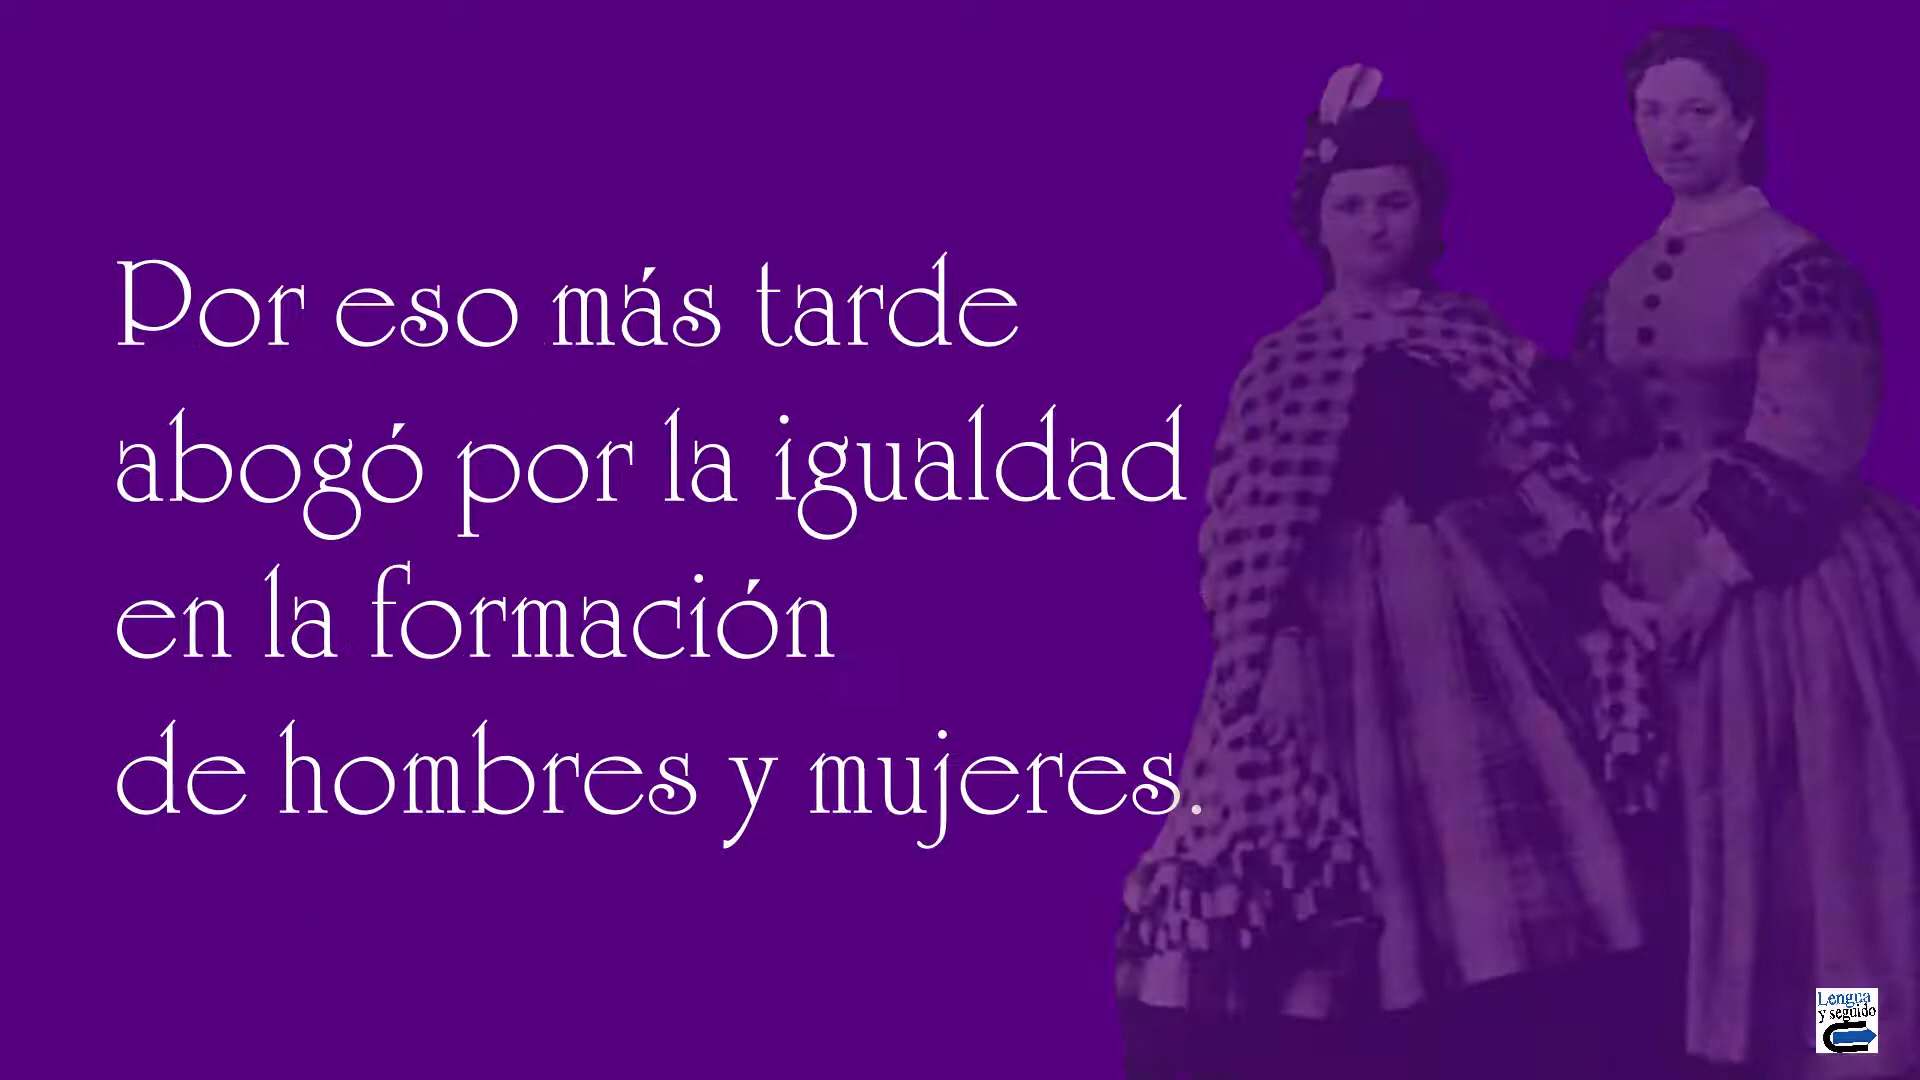 Por eso más tarde
abogó por la igualdad
en la formación
de hombres y mujeres.
Lengua
y seguido